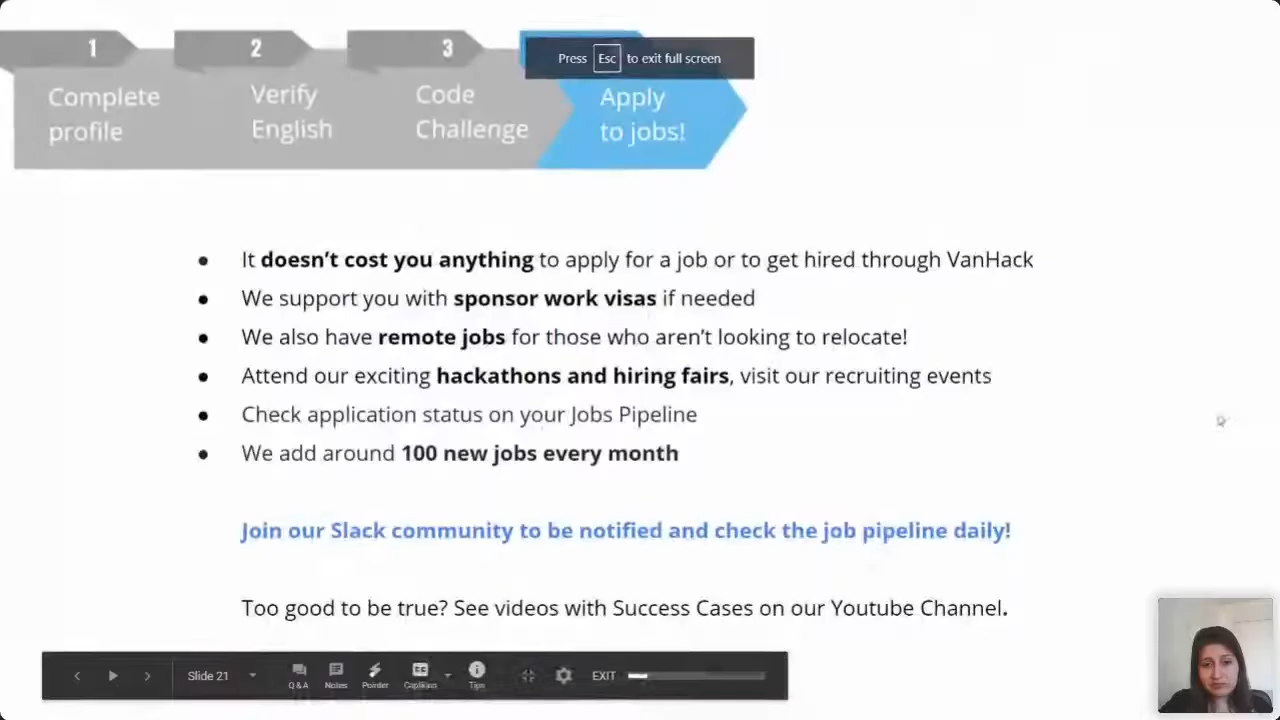 1
2
3
Press Esc to exit full screen
Complete
profile
Verify
English
Code
Challenge
Apply
to jobs!
It doesn’t cost you anything to apply for a job or to get hired through VanHack
We support you with sponsor work visas if needed
We also have remote jobs for those who aren’t looking to relocate!
Attend our exciting hackathons and hiring fairs, visit our recruiting events
Check application status on your Jobs Pipeline
We add around 100 new jobs every month
Join our Slack community to be notified and check the job pipeline daily!
Too good to be true? See videos with Success Cases on our Youtube Channel.
Slide 21
Q&A
Notes
Pointer
CC
Captions
Tips
EXIT